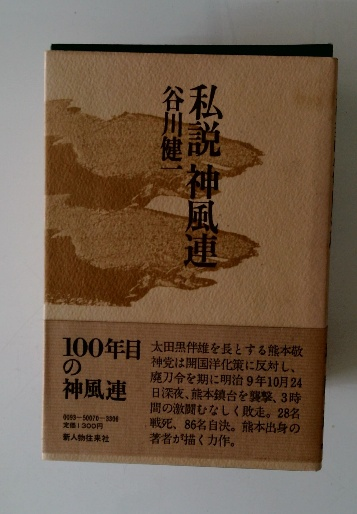 私説 神風連
谷川健一
100年目
の
神風連
0093-50070-3306
定価1300円
新人物往来社
太田黒伴雄を長とする熊本敬
神党は開国洋化策に反対し、
廃刀令を期に明治9年10月24
日深夜、熊本鎮台を襲撃、3時
間の激闘むなしく敗走。28名
戦死、86名自決。熊本出身の
著者が描く力作。